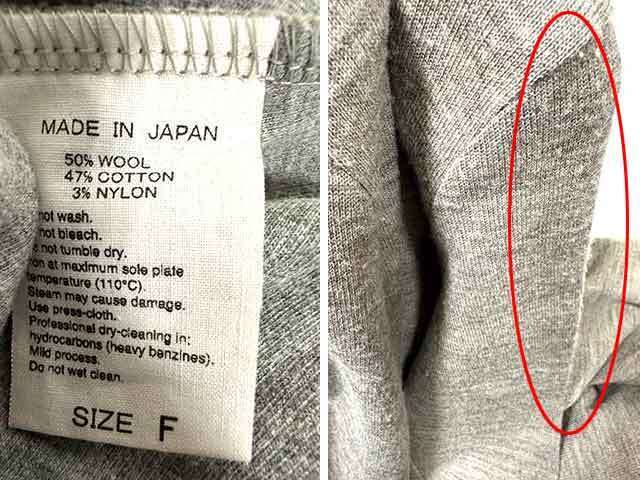 MADE IN JAPAN
50% WOOL
47% COTTON
3% NYLON
not wash.
not bleach.
not tumble dry.
on at maximum sole plate
temperature (110°C).
Steam may cause damage.
Use press-cloth.
Professional dry-cleaning in:
hydrocarbons (heavy benzines).
Mild process.
Do not wet clean.
SIZE F